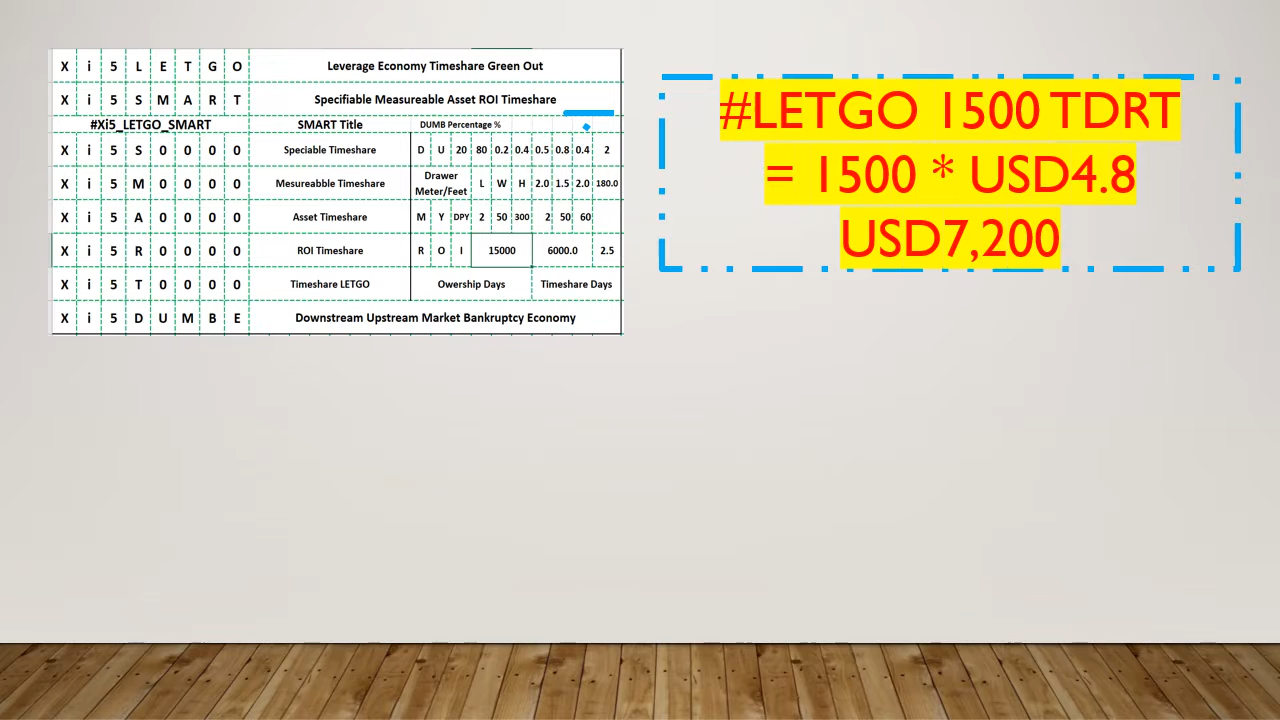 X i 5 L E T G O Leverage Economy Timeshare Green Out
X i 5 S M A R T Specifiable Measureable Asset ROI Timeshare
#Xi5_LETGO_SMART SMART Title DUMB Percentage %
X i 5 S 0 0 0 0 Speciable Timeshare D U 20 80 0.2 0.4 0.5 0.8 0.4 2
X i 5 M 0 0 0 0 Mesureabble Timeshare Drawer Meter/Feet L W H 2.0 1.5 2.0 180.0
X i 5 A 0 0 0 0 Asset Timeshare M Y DPY 2 50 300 2 50 60
X i 5 R 0 0 0 0 ROI Timeshare R O I 15000 6000.0 2.5
X i 5 T 0 0 0 0 Timeshare LETGO Owership Days Timeshare Days
X i 5 D U M B E Downstream Upstream Market Bankruptcy Economy
#LETGO 1500 TDRT
= 1500 * USD4.8
USD7,200